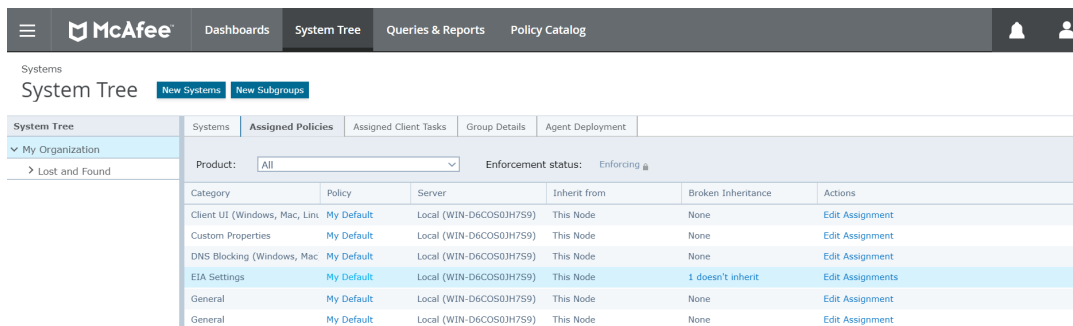 McAfee™ Dashboards System Tree Queries & Reports Policy Catalog
Systems
System Tree New Systems New Subgroups
System Tree
My Organization
Lost and Found
Systems Assigned Policies Assigned Client Tasks Group Details Agent Deployment
Product: All Enforcement status: Enforcing
Category Policy Server Inherit from Broken Inheritance Actions
Client UI (Windows, Mac, Linu My Default Local (WIN-D6COS0JH7S9) This Node None Edit Assignment
Custom Properties My Default Local (WIN-D6COS0JH7S9) This Node None Edit Assignment
DNS Blocking (Windows, Mac My Default Local (WIN-D6COS0JH7S9) This Node None Edit Assignment
EIA Settings My Default Local (WIN-D6COS0JH7S9) This Node 1 doesn't inherit Edit Assignments
General My Default Local (WIN-D6COS0JH7S9) This Node None Edit Assignment
General My Default Local (WIN-D6COS0JH7S9) This Node None Edit Assignment